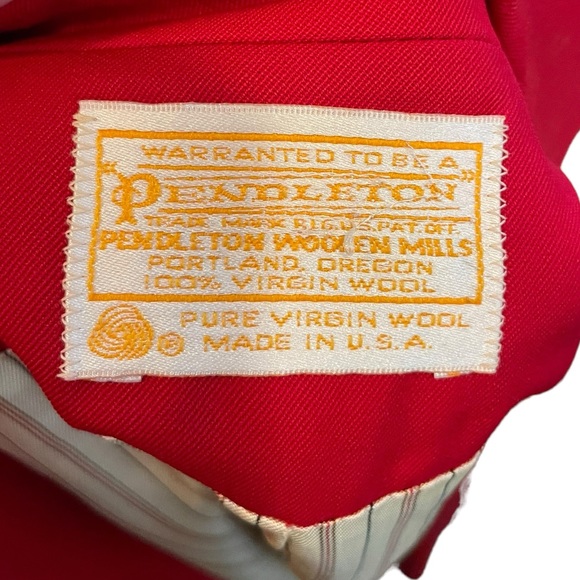 WARRANTED TO BE A
"PENDLETON"
TRADE MARK REG. U.S. PAT. OFF.
PENDLETON WOOLEN MILLS
PORTLAND, OREGON
100% VIRGIN WOOL
® PURE VIRGIN WOOL
MADE IN U.S.A.